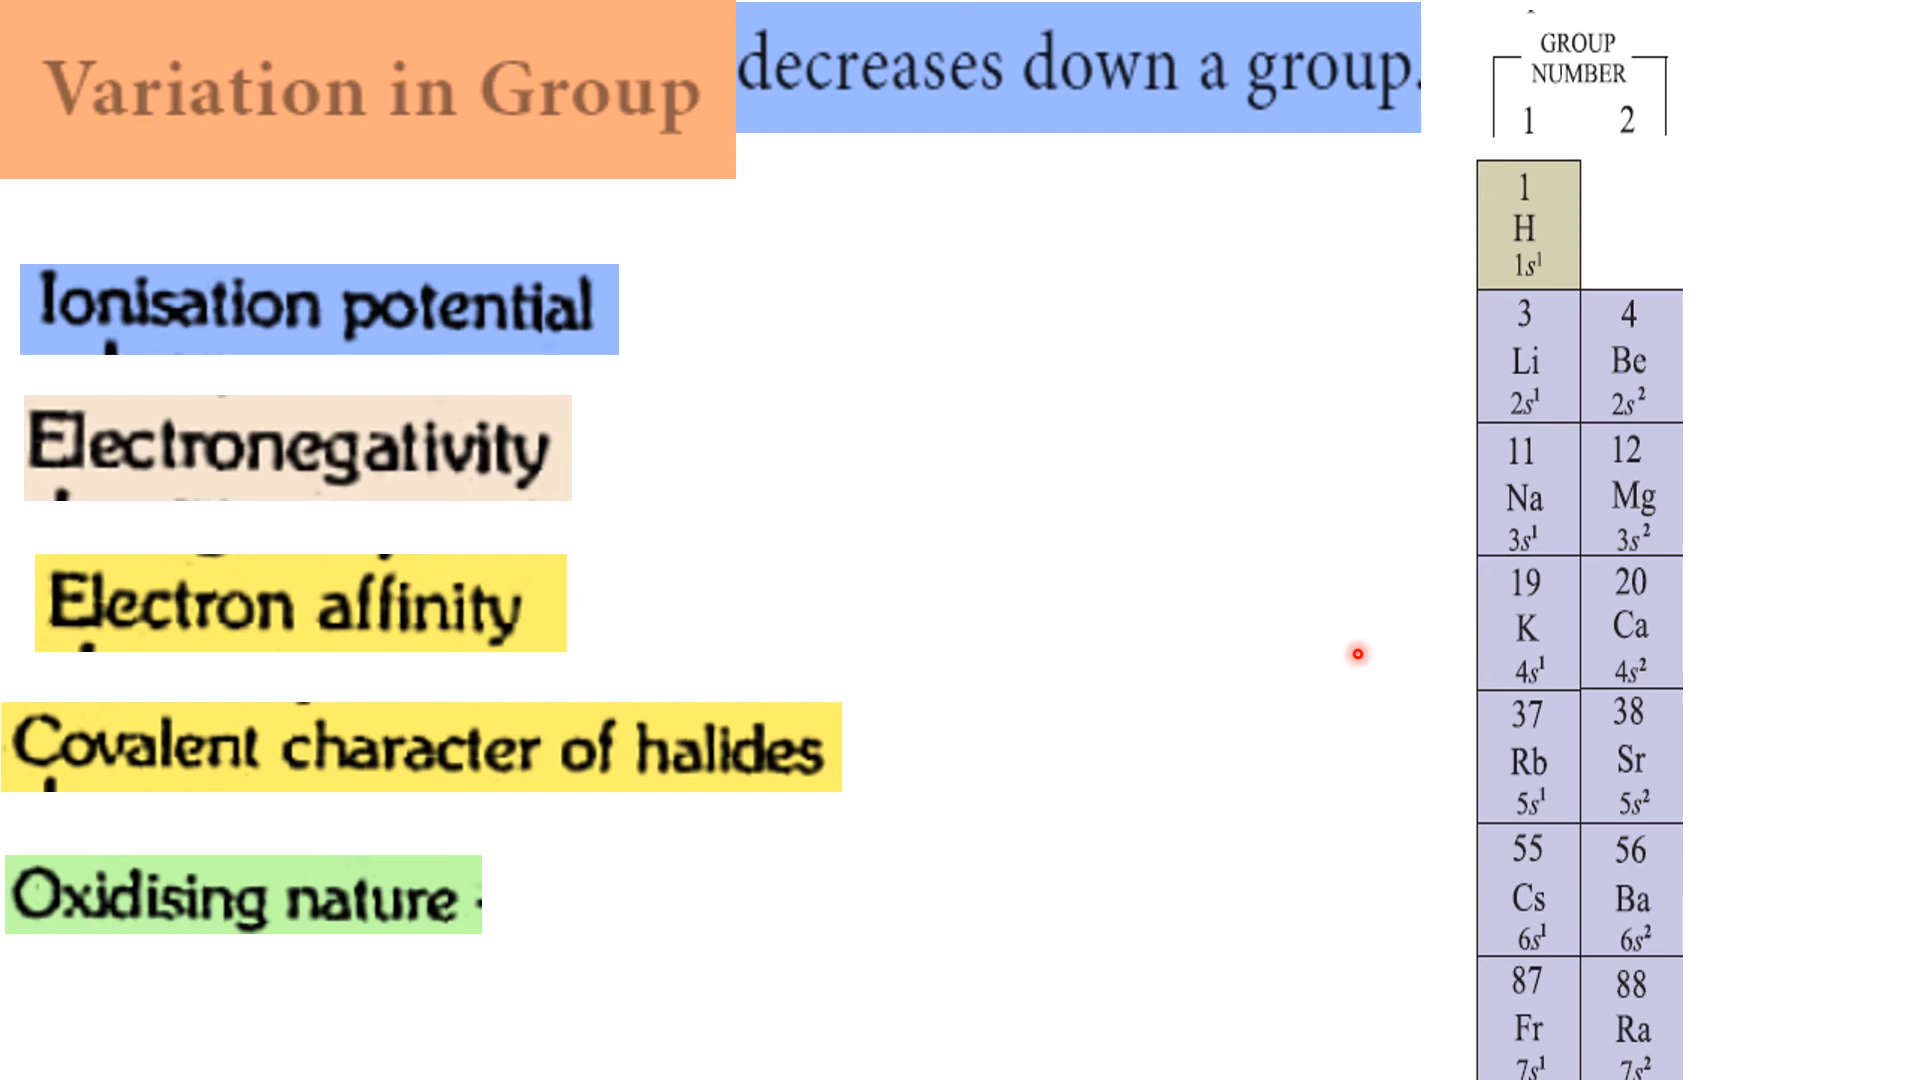 Variation in Group
decreases down a group.
Ionisation potential
Electronegativity
Electron affinity
Covalent character of halides
Oxidising nature
GROUP
NUMBER
1 2
1
H
1s¹
3 4
Li Be
2s¹ 2s²
11 12
Na Mg
3s¹ 3s²
19 20
K Ca
4s¹ 4s²
37 38
Rb Sr
5s¹ 5s²
55 56
Cs Ba
6s¹ 6s²
87 88
Fr Ra
7s¹ 7s²